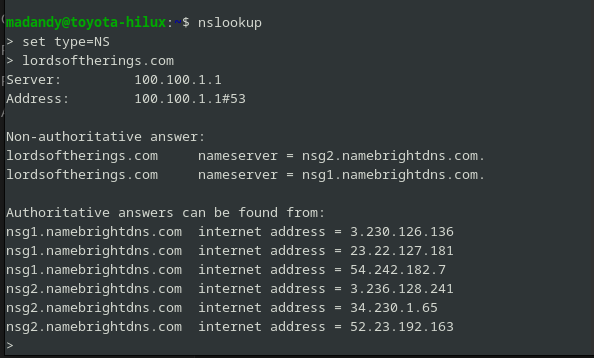 madandy@toyota-hilux:~$ nslookup
> set type=NS
> lordsoftherings.com
Server:         100.100.1.1
Address:        100.100.1.1#53

Non-authoritative answer:
lordsoftherings.com     nameserver = nsg2.namebrightdns.com.
lordsoftherings.com     nameserver = nsg1.namebrightdns.com.

Authoritative answers can be found from:
nsg1.namebrightdns.com  internet address = 3.230.126.136
nsg1.namebrightdns.com  internet address = 23.22.127.181
nsg1.namebrightdns.com  internet address = 54.242.182.7
nsg2.namebrightdns.com  internet address = 3.236.128.241
nsg2.namebrightdns.com  internet address = 34.230.1.65
nsg2.namebrightdns.com  internet address = 52.23.192.163
>